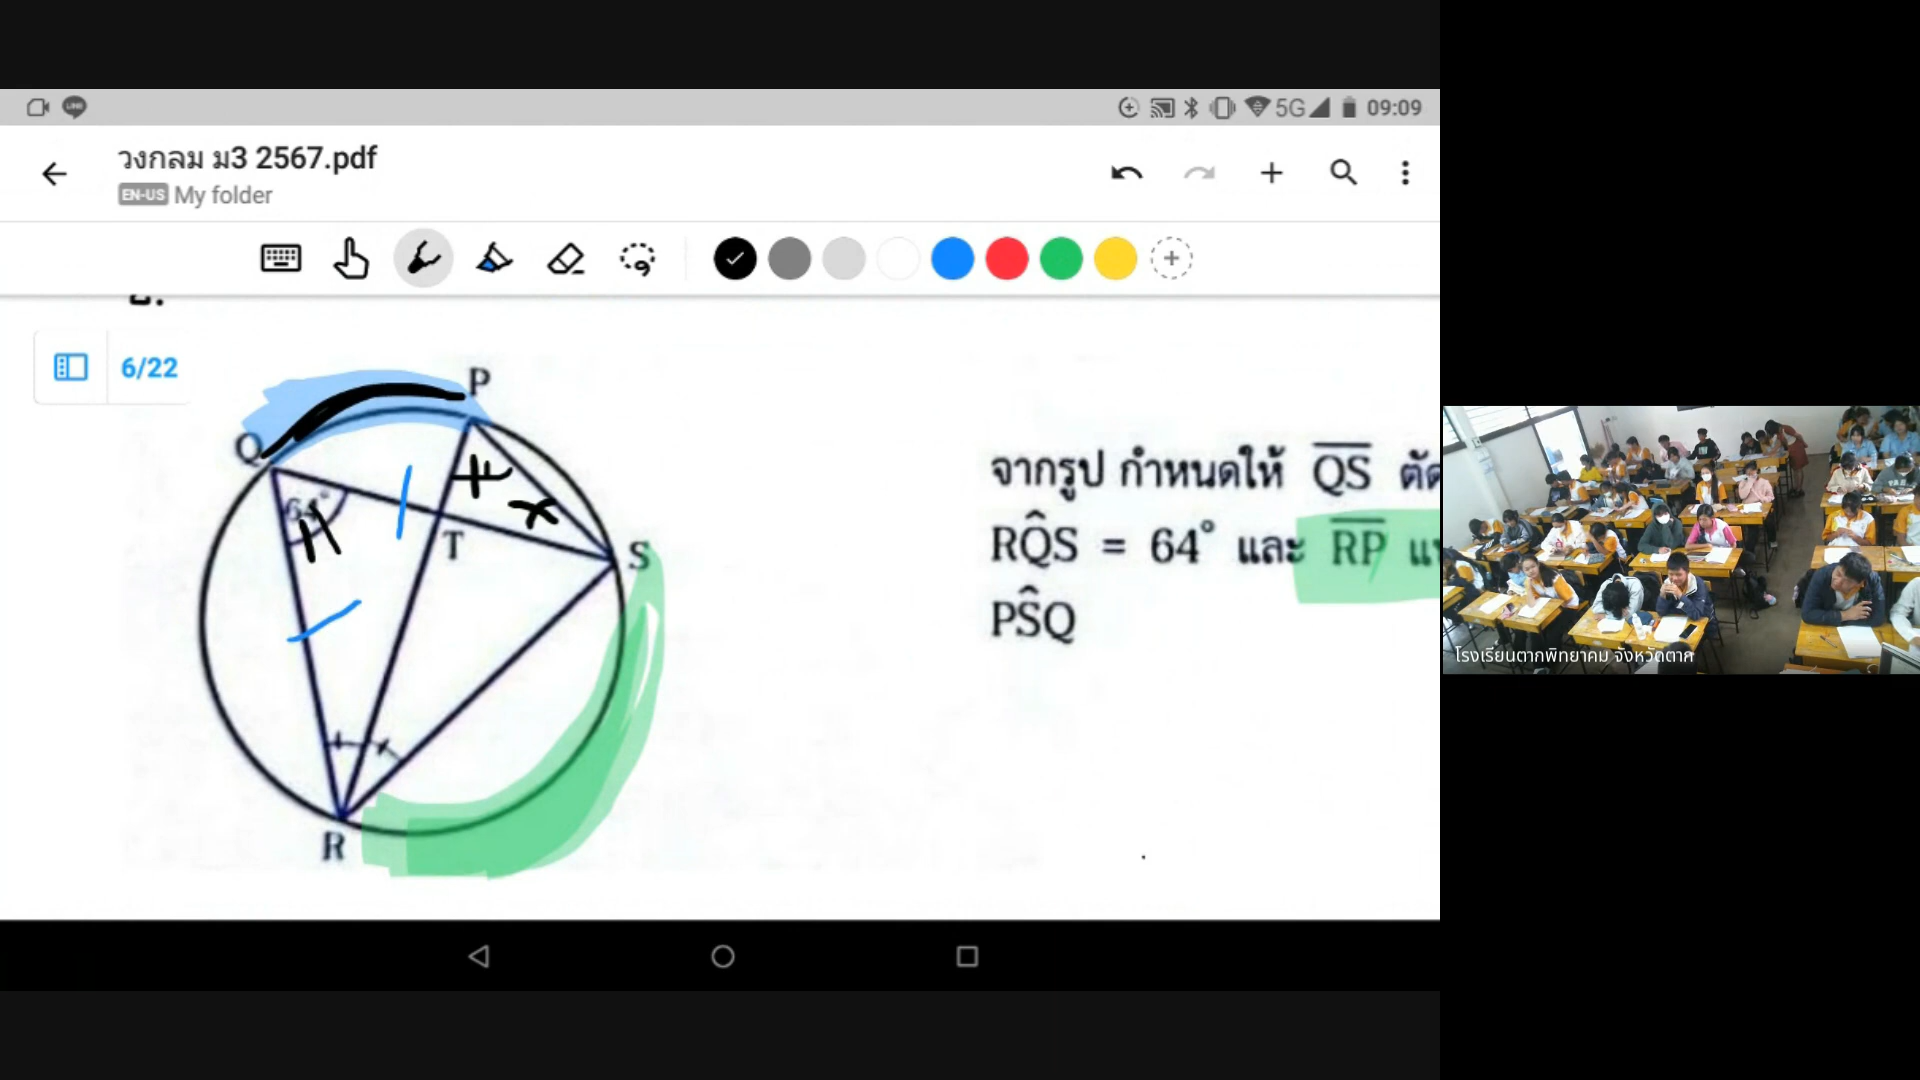 LINE
5G 09:09
วงกลม ม3 2567.pdf
EN-US My folder
6/22
P
Q
64°
T
S
R
จากรูป กำหนดให้ QS
RQ̂S = 64° และ RP
PŜQ
โรงเรียนตากพิทยาคม จังหวัดตาก